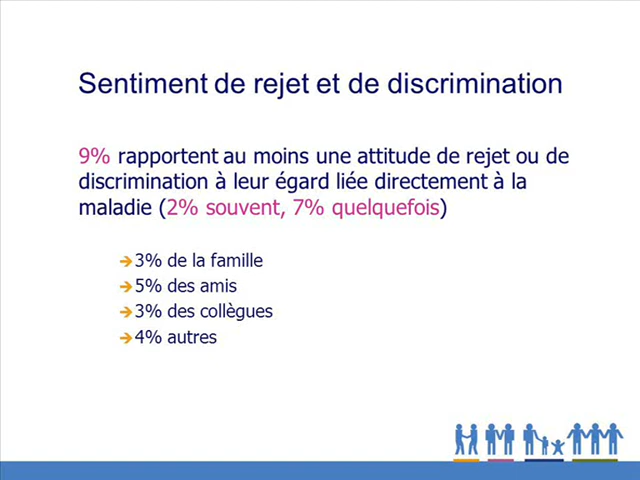 Sentiment de rejet et de discrimination
9% rapportent au moins une attitude de rejet ou de
discrimination à leur égard liée directement à la
maladie (2% souvent, 7% quelquefois)
➔3% de la famille
➔5% des amis
➔3% des collègues
➔4% autres